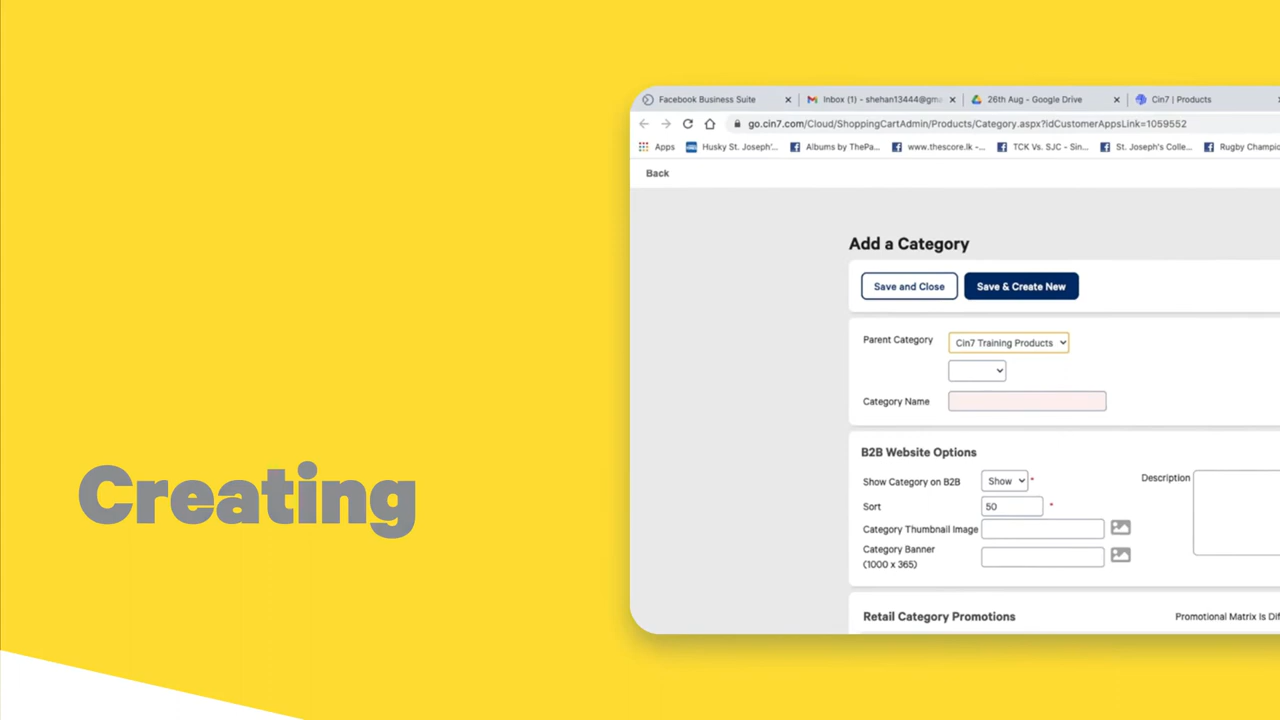 Creating
Facebook Business Suite
Inbox (1) - shehan13444@gm
26th Aug - Google Drive
Cin7 | Products
go.cin7.com/Cloud/ShoppingCartAdmin/Products/Category.aspx?idCustomerAppsLink=1059552
Apps
Husky St. Joseph'...
Albums by ThePa...
www.thescore.lk -...
TCK Vs. SJC - Sin...
St. Joseph's Colle...
Rugby Champi
Back
Add a Category
Save and Close
Save & Create New
Parent Category
Cin7 Training Products
Category Name
B2B Website Options
Show Category on B2B
Show *
Description
Sort
50 *
Category Thumbnail Image
Category Banner
(1000 x 365)
Retail Category Promotions
Promotional Matrix Is Dif